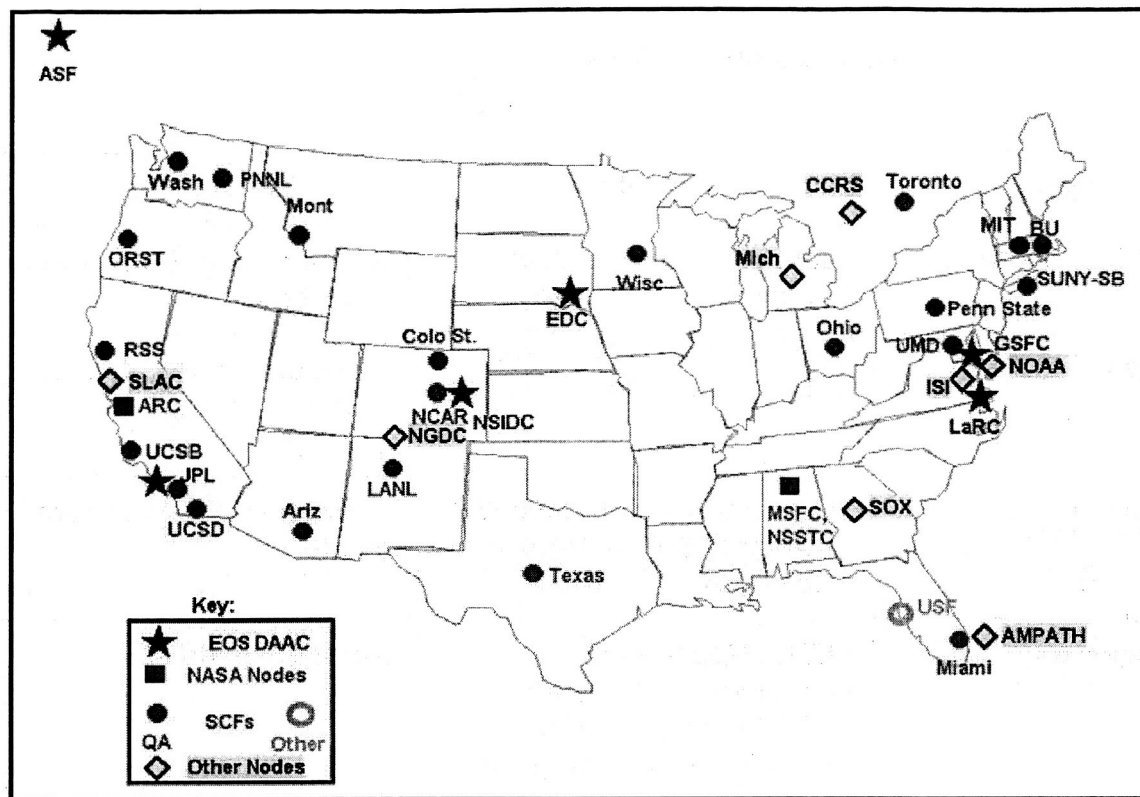 ASF
Wash
PNNL
Mont
ORST
CCRS
Toronto
MIT
BU
Mich
Wisc
SUNY-SB
EDC
Penn State
Colo St.
Ohio
UMD
GSFC
RSS
NOAA
SLAC
ISI
ARC
NCAR
NSIDC
LaRC
NGDC
UCSB
JPL
LANL
UCSD
Ariz
MSFC,
NSSTC
SOX
Texas
USF
AMPATH
Miami
Key:
EOS DAAC
NASA Nodes
SCFs
QA
Other
Other Nodes